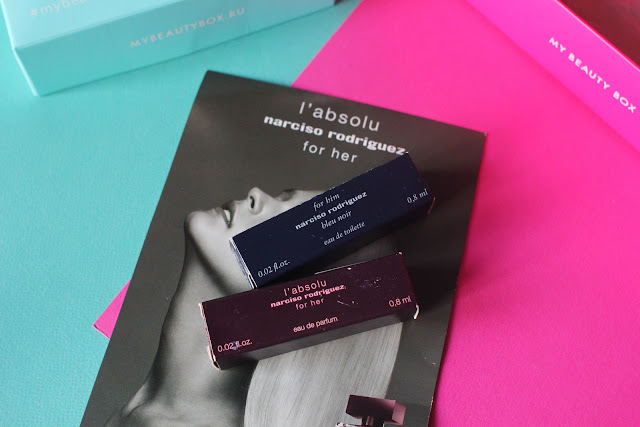 #mybeau
MYBEAUTYBOX.RU
MY BEAUTY BOX
l'absolu
narciso rodriguez
for her
for him
narciso rodriguez
bleu noir
eau de toilette
0.02 fl.oz.
0,8 ml
l'absolu
narciso rodriguez
for her
eau de parfum
0.02 fl.oz.
0,8 ml